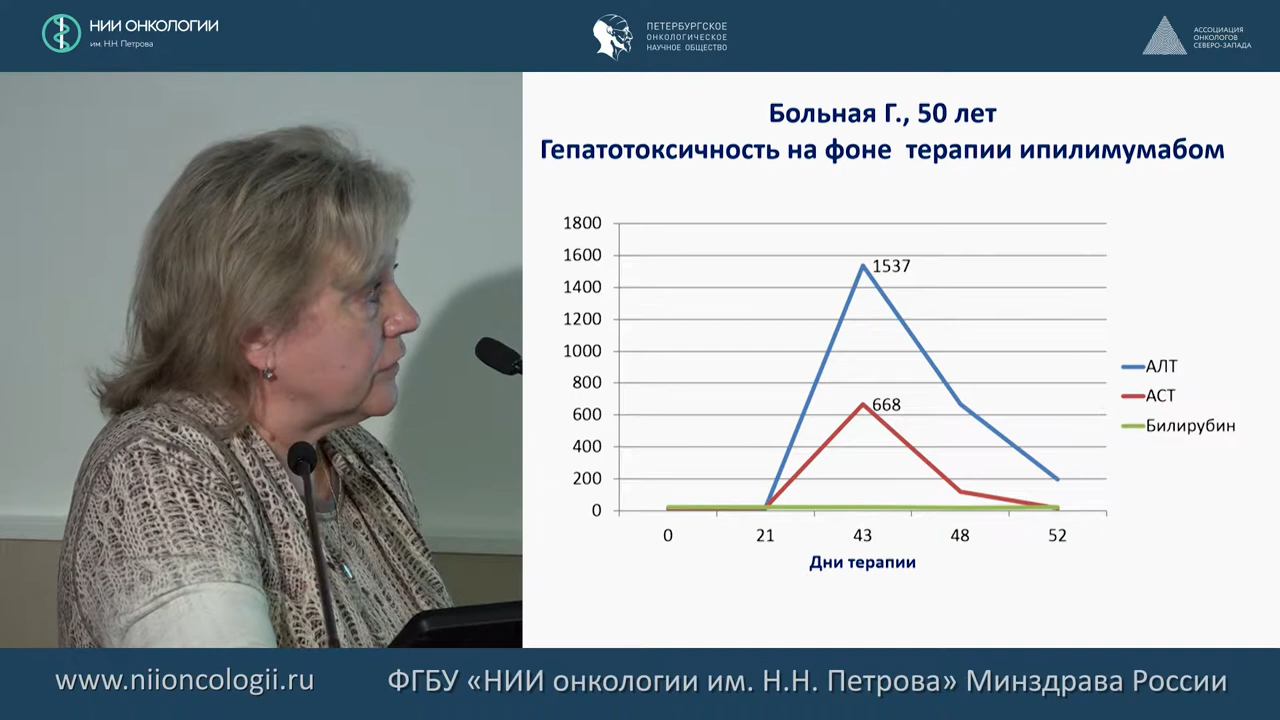 НИИ ОНКОЛОГИИ
им. Н.Н. Петрова
ПЕТЕРБУРГСКОЕ
ОНКОЛОГИЧЕСКОЕ
НАУЧНОЕ ОБЩЕСТВО
АССОЦИАЦИЯ
ОНКОЛОГОВ
СЕВЕРО-ЗАПАДА
Больная Г., 50 лет
Гепатотоксичность на фоне терапии ипилимумабом
1800
1600
1400
1200
1000
800
600
400
200
0
1537
668
0 21 43 48 52
Дни терапии
АЛТ
АСТ
Билирубин
www.niioncologii.ru
ФГБУ «НИИ онкологии им. Н.Н. Петрова» Минздрава России